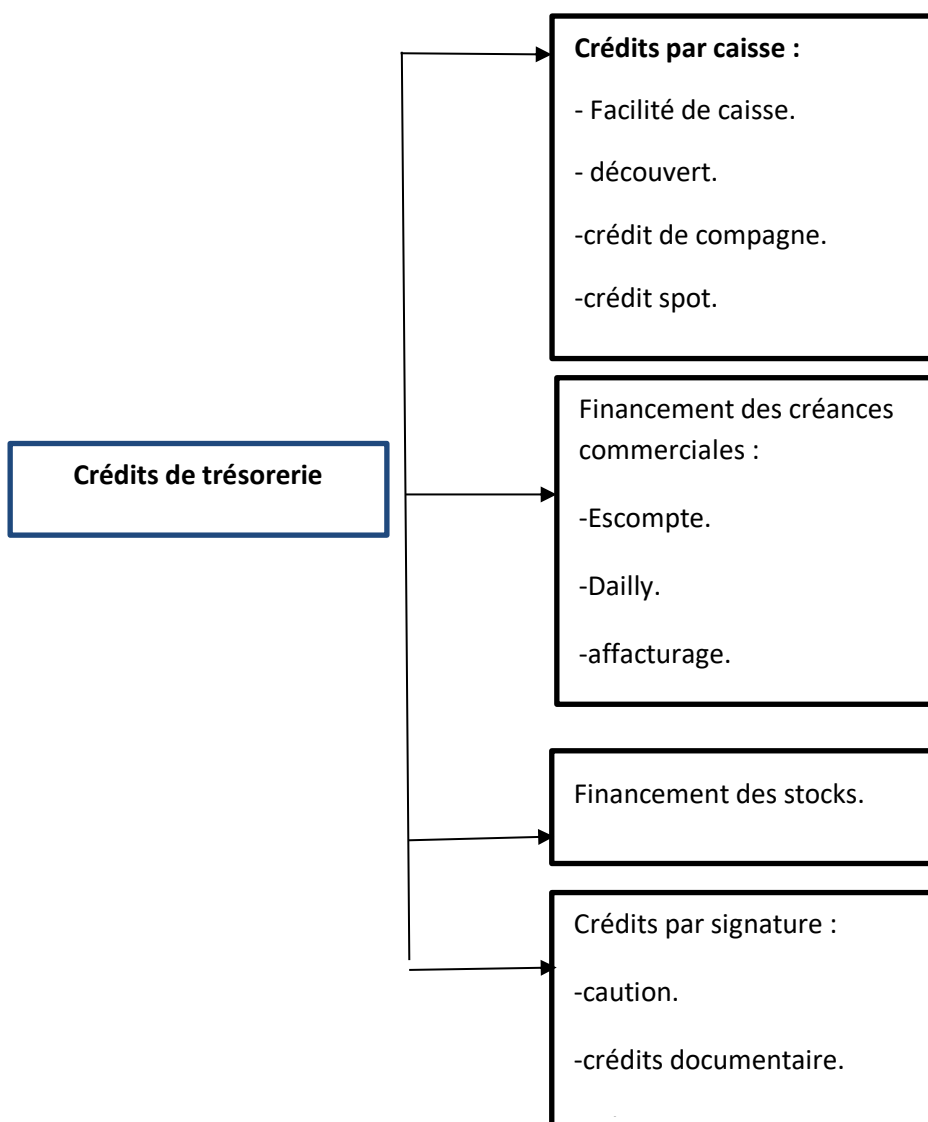 Crédits de trésorerie
Crédits par caisse :
- Facilité de caisse.
- découvert.
-crédit de compagne.
-crédit spot.
Financement des créances
commerciales :
-Escompte.
-Dailly.
-affacturage.
Financement des stocks.
Crédits par signature :
-caution.
-crédits documentaire.